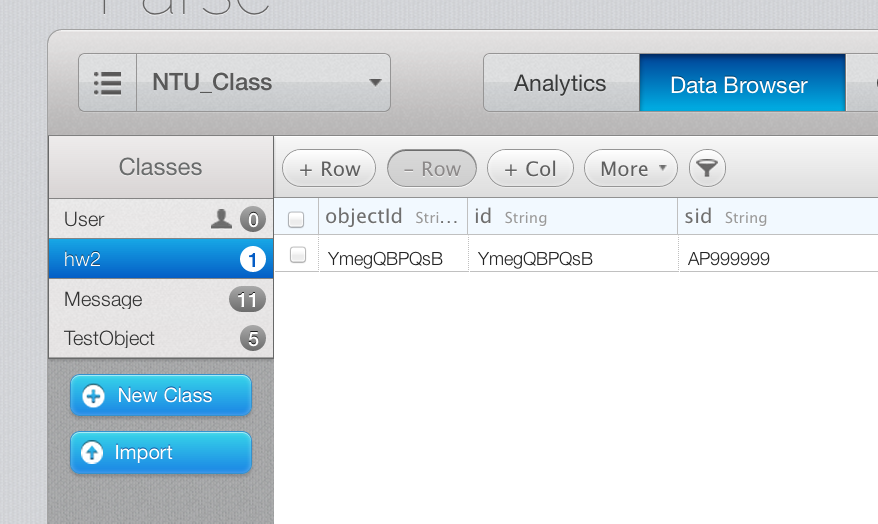 Parse
NTU_Class
Analytics
Data Browser
Classes
+ Row
– Row
+ Col
More
User 0
hw2 1
Message 11
TestObject 5
New Class
Import
objectId Stri... id String sid String
YmegQBPQsB YmegQBPQsB AP999999